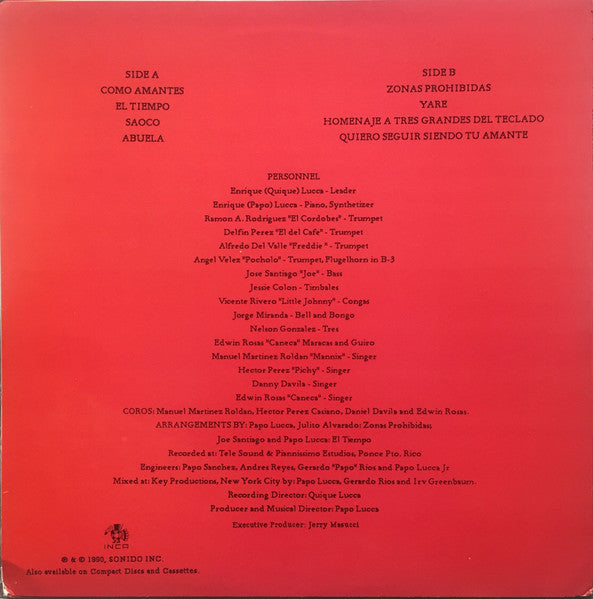 SIDE A
COMO AMANTES
EL TIEMPO
SAOCO
ABUELA
SIDE B
ZONAS PROHIBIDAS
YARE
HOMENAJE A TRES GRANDES DEL TECLADO
QUIERO SEGUIR SIENDO TU AMANTE
PERSONNEL
Enrique (Quique) Lucca - Leader
Enrique (Papo) Lucca - Piano, Synthetizer
Ramon A. Rodriguez "El Cordobes" - Trumpet
Delfin Perez "El del Cafe" - Trumpet
Alfredo Del Valle "Freddie " - Trumpet
Angel Velez "Pocholo" - Trumpet, Flugelhorn in B-3
Jose Santiago "Joe" - Bass
Jessie Colon - Timbales
Vicente Rivero "Little Johnny" - Congas
Jorge Miranda - Bell and Bongo
Nelson Gonzalez - Tres
Edwin Rosas "Caneca" Maracas and Guiro
Manuel Martinez Roldan "Mannix" - Singer
Hector Perez "Pichy" - Singer
Danny Davila - Singer
Edwin Rosas "Caneca" - Singer
COROS: Manuel Martinez Roldan, Hector Perez Casiano, Daniel Davila and Edwin Rosas.
ARRANGEMENTS BY: Papo Lucca, Julito Alvarado: Zonas Prohibidas;
Joe Santiago and Papo Lucca: El Tiempo
Recorded at: Tele Sound & Piannissimo Estudios, Ponce Pto. Rico
Engineers: Papo Sanchez, Andres Reyes, Gerardo "Papo" Rios and Papo Lucca Jr
Mixed at: Key Productions, New York City by: Papo Lucca, Gerardo Rios and Irv Greenbaum.
Recording Director: Quique Lucca
Producer and Musical Director: Papo Lucca
Executive Producer: Jerry Masucci
INCA
℗ & © 1990, SONIDO INC.
Also available on Compact Discs and Cassettes.